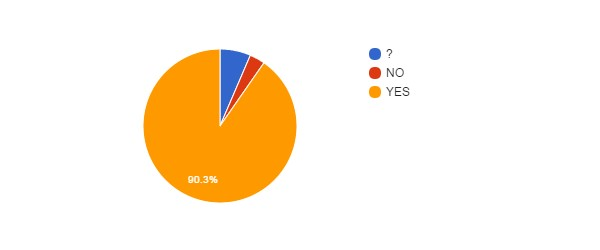 ?
NO
YES
90.3%